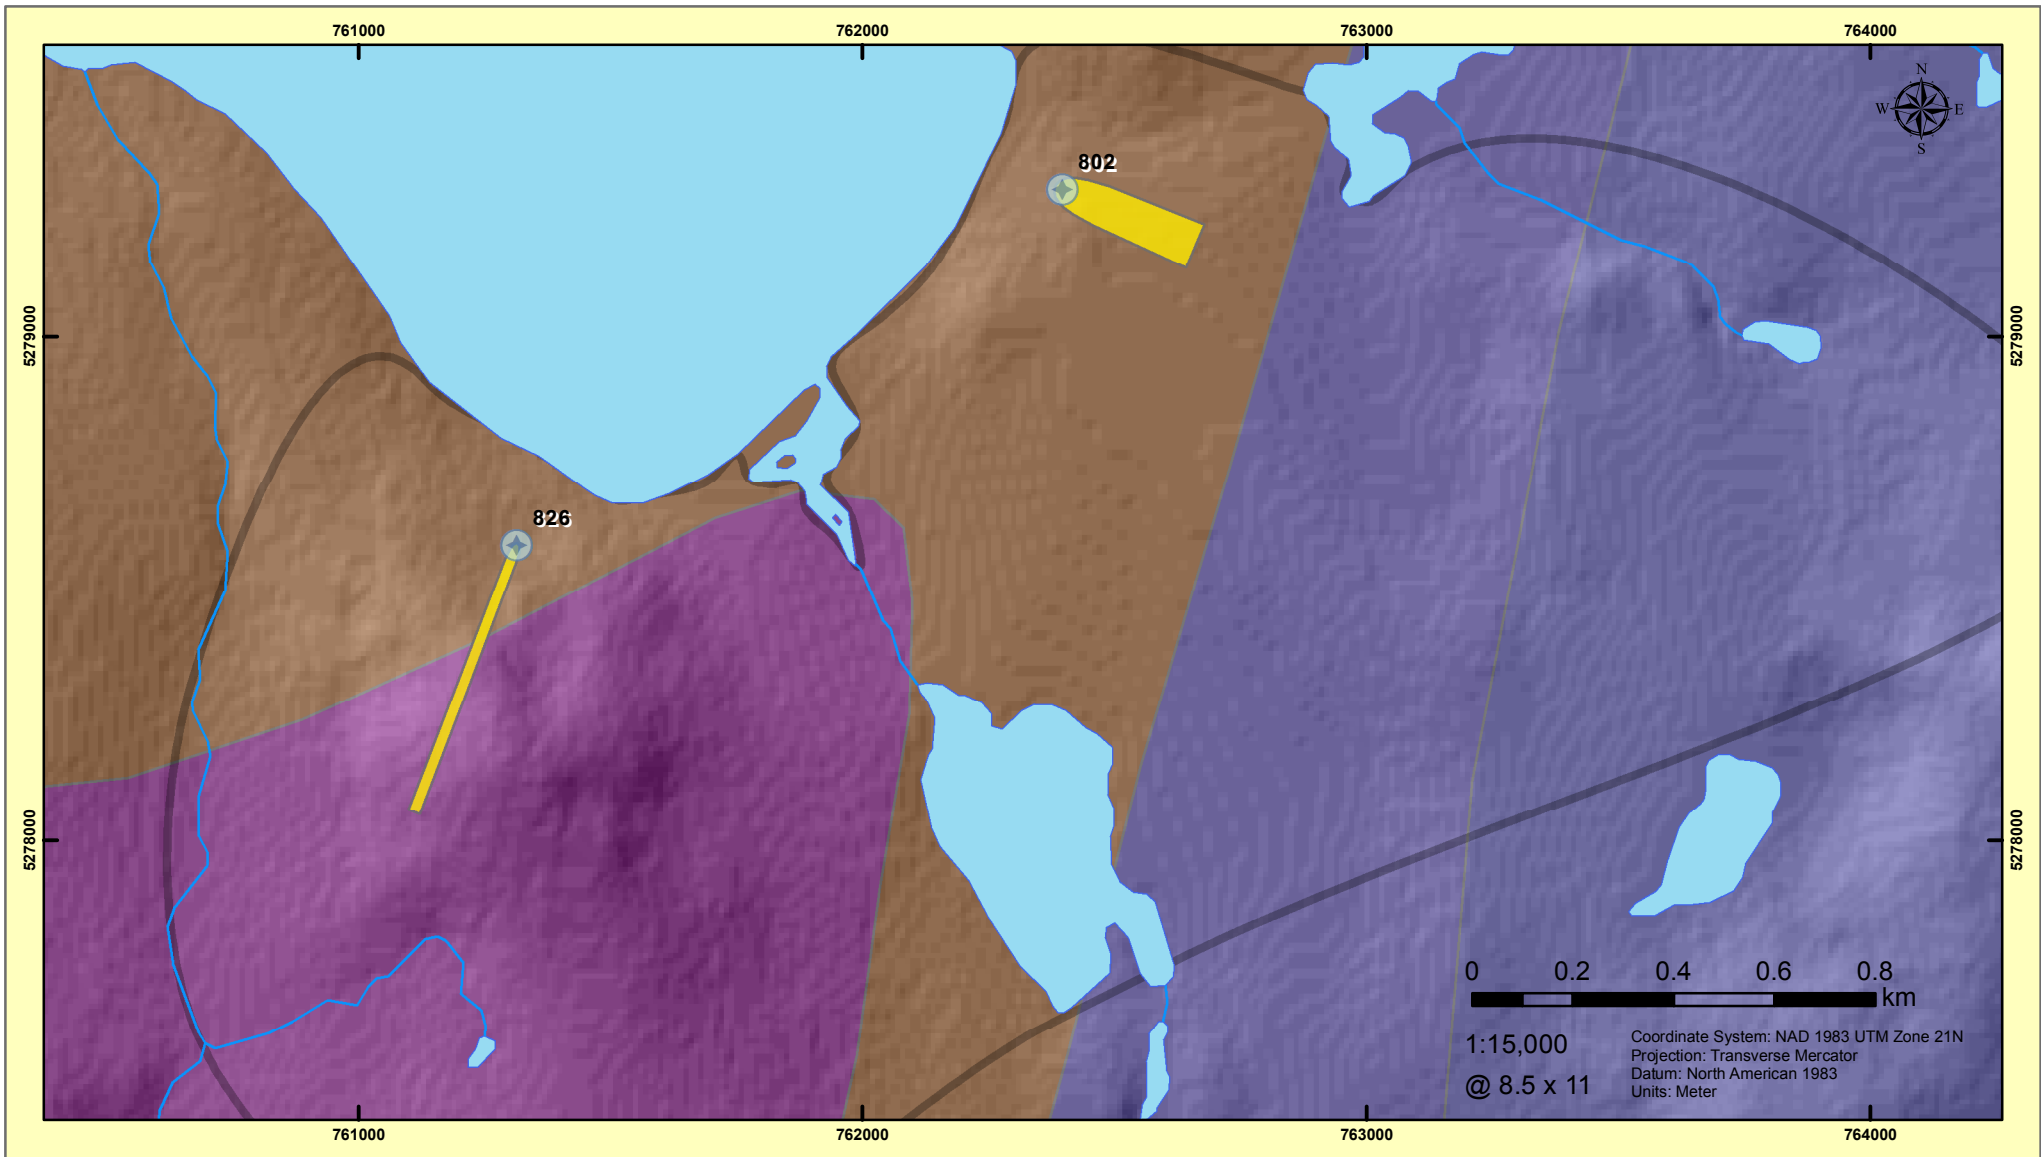 761000 762000 763000 764000
N
W E
S
802
5279000 5279000
826
5278000 5278000
0 0.2 0.4 0.6 0.8
km
1:15,000
@ 8.5 x 11
Coordinate System: NAD 1983 UTM Zone 21N
Projection: Transverse Mercator
Datum: North American 1983
Units: Meter
761000 762000 763000 764000